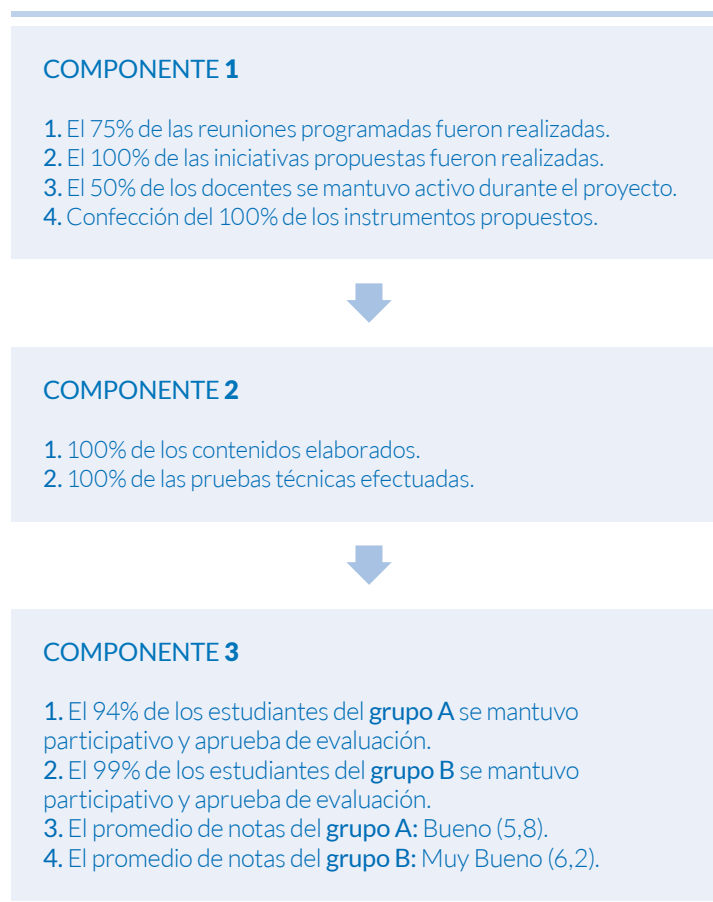 COMPONENTE 1
1. El 75% de las reuniones programadas fueron realizadas.
2. El 100% de las iniciativas propuestas fueron realizadas.
3. El 50% de los docentes se mantuvo activo durante el proyecto.
4. Confección del 100% de los instrumentos propuestos.
COMPONENTE 2
1. 100% de los contenidos elaborados.
2. 100% de las pruebas técnicas efectuadas.
COMPONENTE 3
1. El 94% de los estudiantes del grupo A se mantuvo
participativo y aprueba de evaluación.
2. El 99% de los estudiantes del grupo B se mantuvo
participativo y aprueba de evaluación.
3. El promedio de notas del grupo A: Bueno (5,8).
4. El promedio de notas del grupo B: Muy Bueno (6,2).